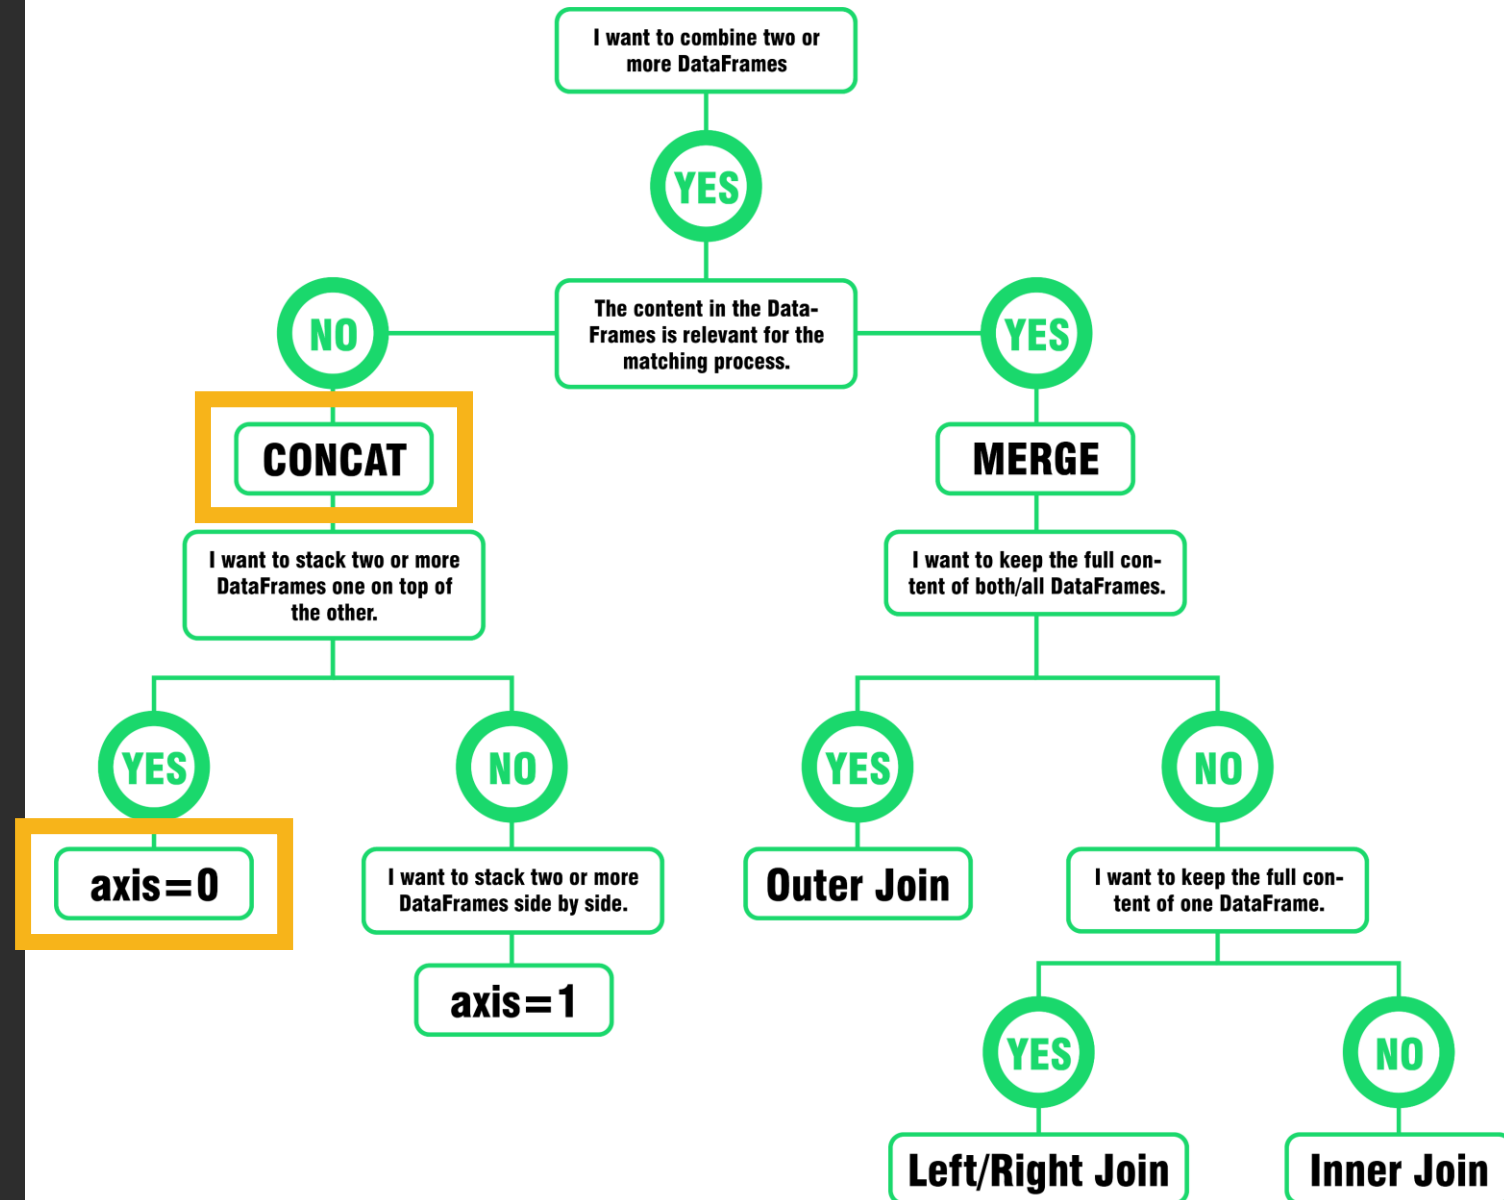 I want to combine two or
more DataFrames
YES
NO
The content in the Data-
Frames is relevant for the
matching process.
YES
CONCAT
MERGE
I want to stack two or more
DataFrames one on top of
the other.
I want to keep the full con-
tent of both/all DataFrames.
YES
NO
YES
NO
axis=0
I want to stack two or more
DataFrames side by side.
Outer Join
I want to keep the full con-
tent of one DataFrame.
axis=1
YES
NO
Left/Right Join
Inner Join